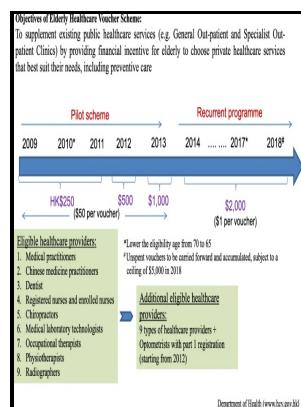 Objectives of Elderly Healthcare Voucher Scheme:
To supplement existing public healthcare services (e.g. General Out-patient and Specialist Out-
patient Clinics) by providing financial incentive for elderly to choose private healthcare services
that best suit their needs, including preventive care
Pilot scheme
Recurrent programme
2009 2010* 2011 2012 2013 2014 .... .... 2017* 2018$
HK$250
$500
$1,000
$2,000
($50 per voucher)
($1 per voucher)
Eligible healthcare providers:
1. Medical practitioners
2. Chinese medicine practitioners
3. Dentist
4. Registered nurses and enrolled nurses
5. Chiropractors
6. Medical laboratory technologists
7. Occupational therapists
8. Physiotherapists
9. Radiographers
*Lower the eligibility age from 70 to 65
Unspent vouchers to be carried forward and accumulated, subject to a
ceiling of $5,000 in 2018
Additional eligible healthcare
providers:
9 types of healthcare providers +
Optometrists with part 1 registration
(starting from 2012)
Department of Health (www.hcv.gov.hk)